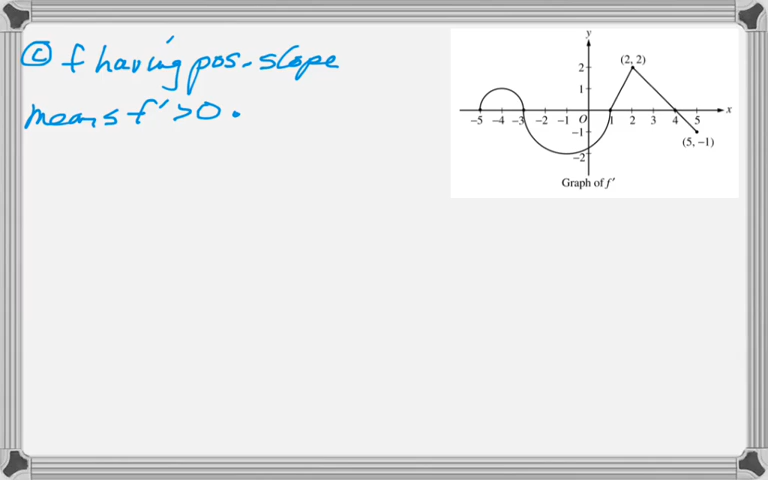 Ⓒ f having pos. slope
means f' > 0.
y
(2, 2)
2
1
-5 -4 -3 -2 -1 O 1 2 3 4 5 x
-1
(5, -1)
-2
Graph of f'